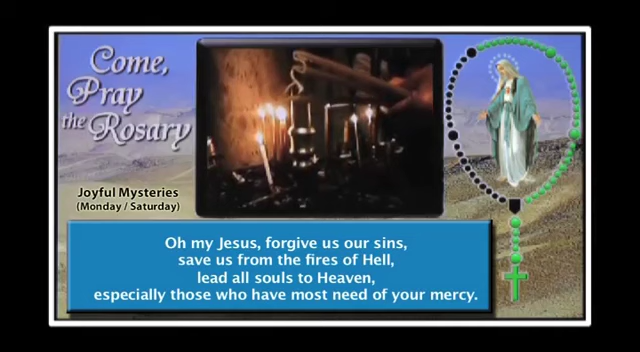 Come,
Pray
the Rosary
Joyful Mysteries
(Monday / Saturday)
Oh my Jesus, forgive us our sins,
save us from the fires of Hell,
lead all souls to Heaven,
especially those who have most need of your mercy.